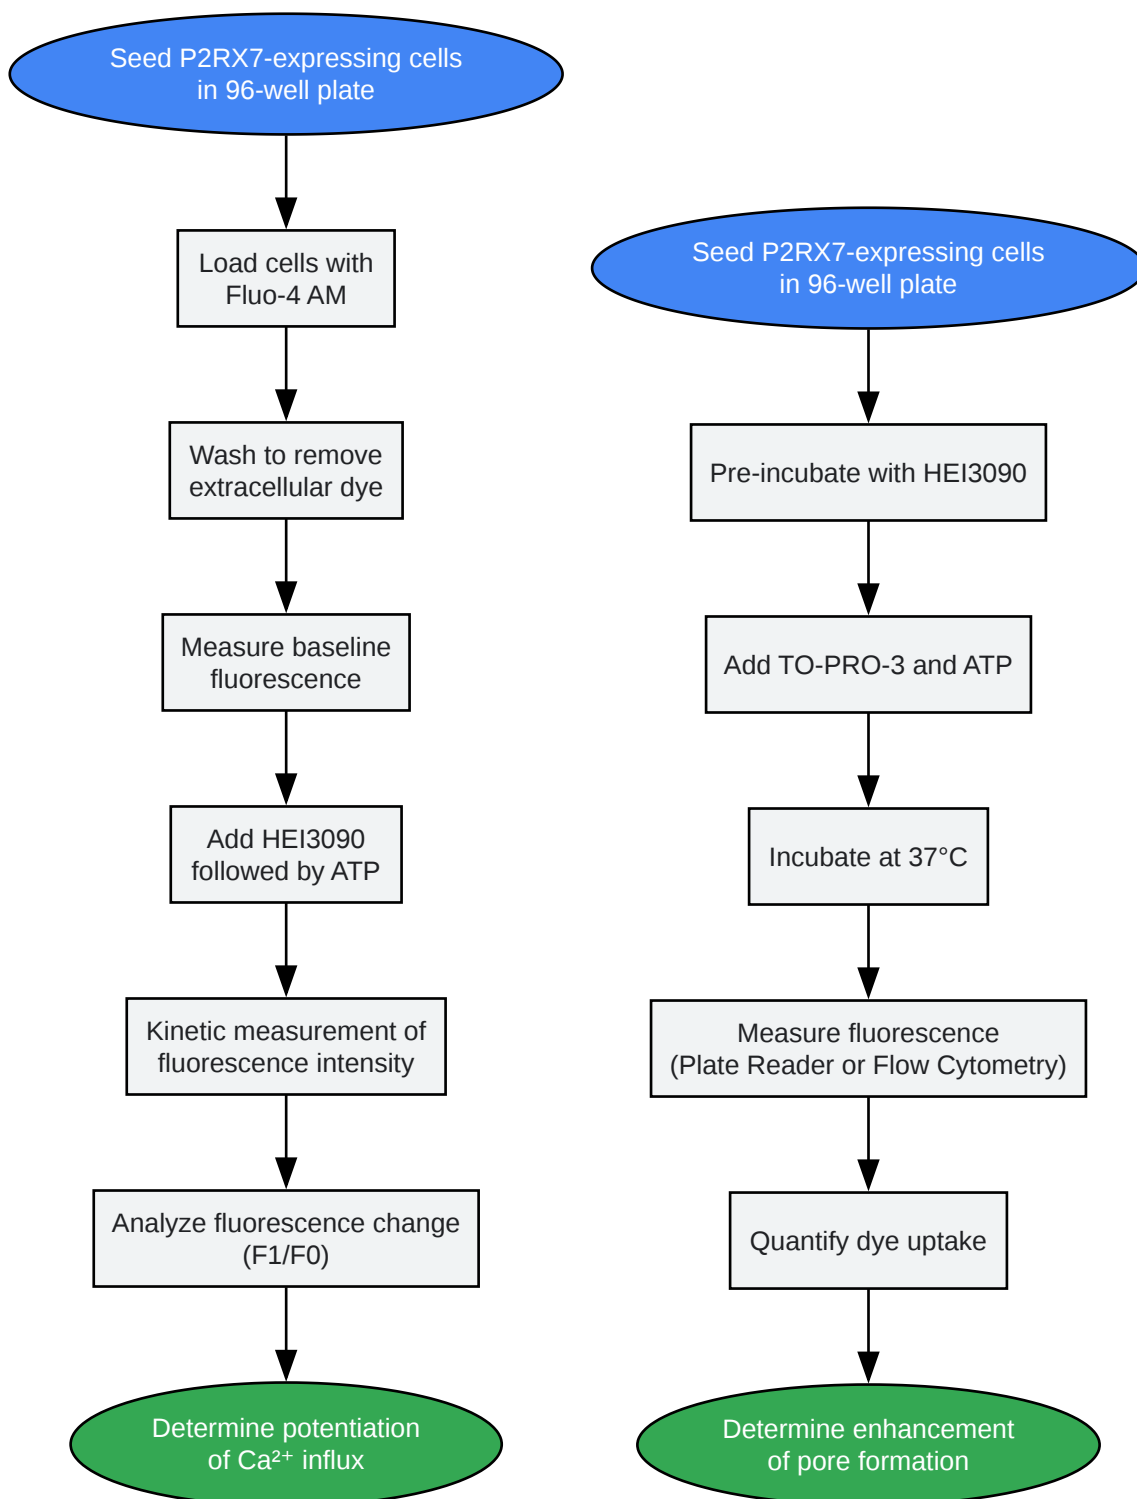 Seed P2RX7-expressing cells
in 96-well plate
Load cells with
Fluo-4 AM
Wash to remove
extracellular dye
Measure baseline
fluorescence
Add HEI3090
followed by ATP
Kinetic measurement of
fluorescence intensity
Analyze fluorescence change
(F1/F0)
Determine potentiation
of Ca²⁺ influx
Seed P2RX7-expressing cells
in 96-well plate
Pre-incubate with HEI3090
Add TO-PRO-3 and ATP
Incubate at 37°C
Measure fluorescence
(Plate Reader or Flow Cytometry)
Quantify dye uptake
Determine enhancement
of pore formation